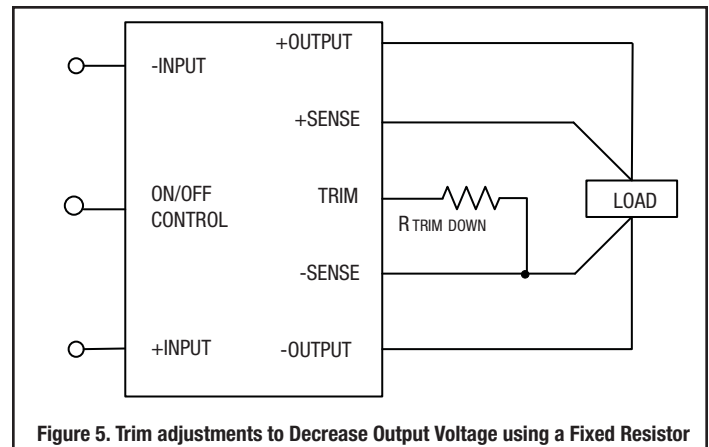 +OUTPUT
-INPUT
+SENSE
ON/OFF
CONTROL
TRIM
R TRIM DOWN
LOAD
-SENSE
+INPUT
-OUTPUT
Figure 5. Trim adjustments to Decrease Output Voltage using a Fixed Resistor